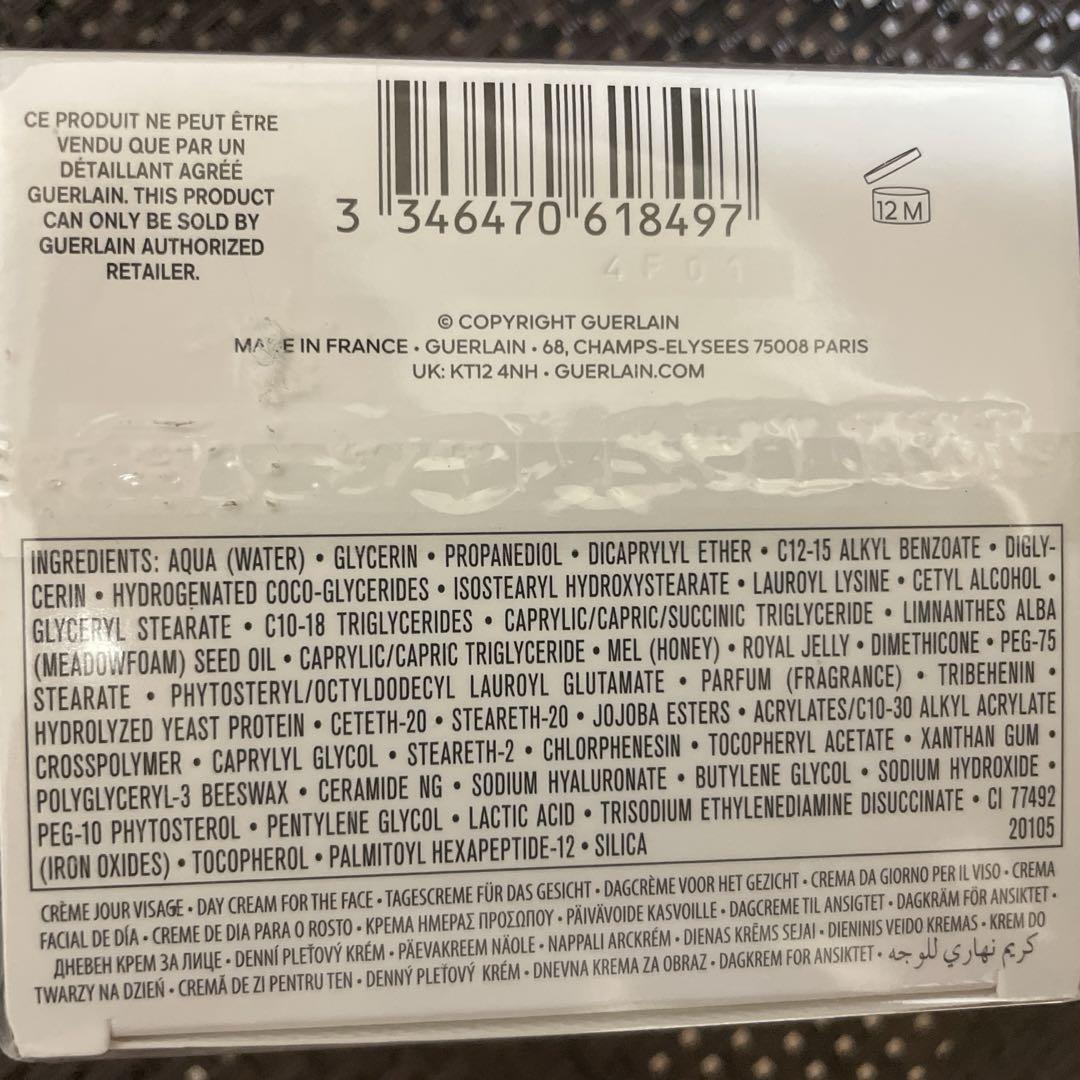 CE PRODUIT NE PEUT ÊTRE
VENDU QUE PAR UN
DÉTAILLANT AGRÉÉ
GUERLAIN. THIS PRODUCT
CAN ONLY BE SOLD BY
GUERLAIN AUTHORIZED
RETAILER.
3 346470 618497
4F01
12 M
© COPYRIGHT GUERLAIN
MADE IN FRANCE • GUERLAIN • 68, CHAMPS-ELYSEES 75008 PARIS
UK: KT12 4NH • GUERLAIN.COM
INGREDIENTS: AQUA (WATER) • GLYCERIN • PROPANEDIOL • DICAPRYLYL ETHER • C12-15 ALKYL BENZOATE • DIGLY-
CERIN • HYDROGENATED COCO-GLYCERIDES • ISOSTEARYL HYDROXYSTEARATE • LAUROYL LYSINE • CETYL ALCOHOL •
GLYCERYL STEARATE • C10-18 TRIGLYCERIDES • CAPRYLIC/CAPRIC/SUCCINIC TRIGLYCERIDE • LIMNANTHES ALBA
(MEADOWFOAM) SEED OIL • CAPRYLIC/CAPRIC TRIGLYCERIDE • MEL (HONEY) • ROYAL JELLY • DIMETHICONE • PEG-75
STEARATE • PHYTOSTERYL/OCTYLDODECYL LAUROYL GLUTAMATE • PARFUM (FRAGRANCE) • TRIBEHENIN •
HYDROLYZED YEAST PROTEIN • CETETH-20 • STEARETH-20 • JOJOBA ESTERS • ACRYLATES/C10-30 ALKYL ACRYLATE
CROSSPOLYMER • CAPRYLYL GLYCOL • STEARETH-2 • CHLORPHENESIN • TOCOPHERYL ACETATE • XANTHAN GUM •
POLYGLYCERYL-3 BEESWAX • CERAMIDE NG • SODIUM HYALURONATE • BUTYLENE GLYCOL • SODIUM HYDROXIDE •
PEG-10 PHYTOSTEROL • PENTYLENE GLYCOL • LACTIC ACID • TRISODIUM ETHYLENEDIAMINE DISUCCINATE • CI 77492
(IRON OXIDES) • TOCOPHEROL • PALMITOYL HEXAPEPTIDE-12 • SILICA 20105
CRÈME JOUR VISAGE • DAY CREAM FOR THE FACE • TAGESCREME FÜR DAS GESICHT • DAGCRÈME VOOR HET GEZICHT • CREMA DA GIORNO PER IL VISO • CREMA
FACIAL DE DÍA • CREME DE DIA PARA O ROSTO • ΚΡΕΜΑ ΗΜΕΡΑΣ ΠΡΟΣΩΠΟΥ • PÄIVÄVOIDE KASVOILLE • DAGCREME TIL ANSIGTET • DAGKRÄM FÖR ANSIKTET •
ДНЕВЕН КРЕМ ЗА ЛИЦЕ • DENNÍ PLEŤOVÝ KRÉM • PÄEVAKREEM NÄOLE • NAPPALI ARCKRÉM • DIENAS KRĒMS SEJAI • DIENINIS VEIDO KREMAS • KREM DO
TWARZY NA DZIEŃ • CREMĂ DE ZI PENTRU TEN • DENNÝ PLEŤOVÝ KRÉM • DNEVNA KREMA ZA OBRAZ • DAGKREM FOR ANSIKTET • كريم نهاري للوجه